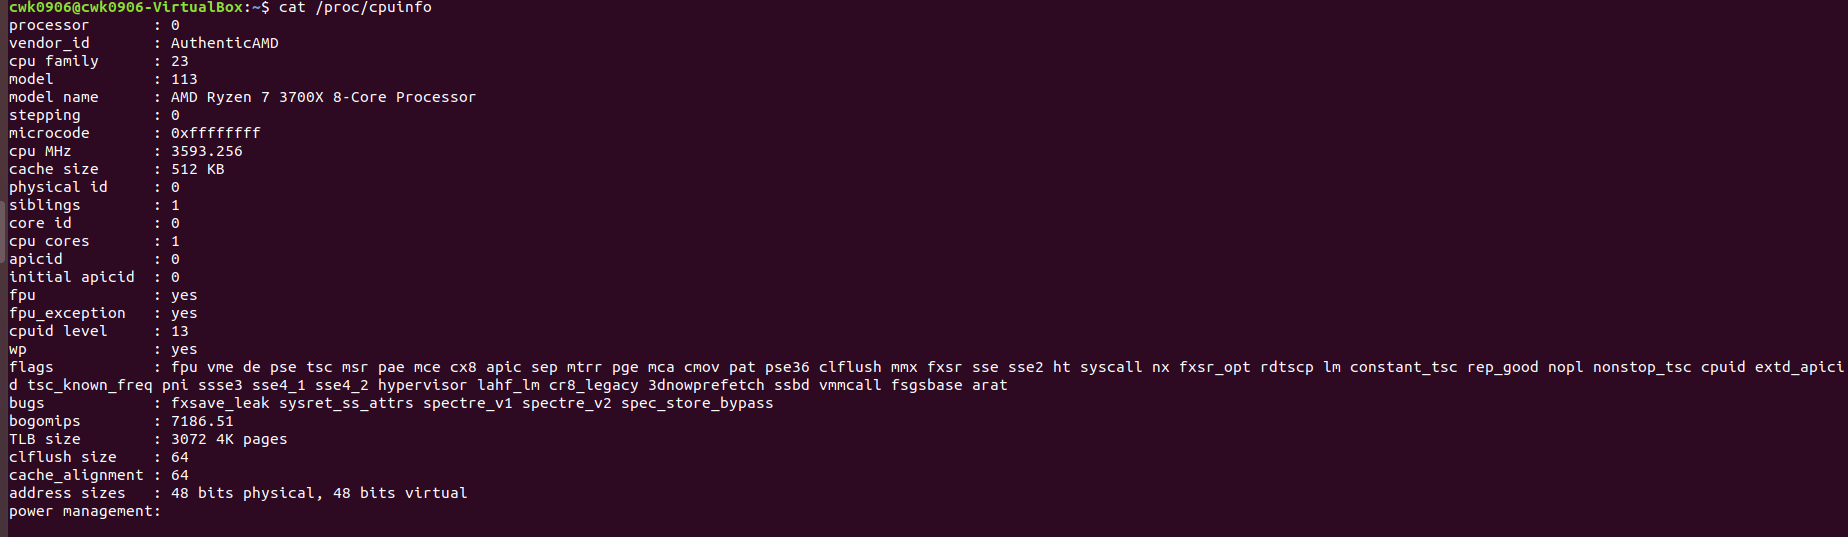 cwk0906@cwk0906-VirtualBox:~$ cat /proc/cpuinfo
processor : 0
vendor_id : AuthenticAMD
cpu family : 23
model : 113
model name : AMD Ryzen 7 3700X 8-Core Processor
stepping : 0
microcode : 0xffffffff
cpu MHz : 3593.256
cache size : 512 KB
physical id : 0
siblings : 1
core id : 0
cpu cores : 1
apicid : 0
initial apicid : 0
fpu : yes
fpu_exception : yes
cpuid level : 13
wp : yes
flags : fpu vme de pse tsc msr pae mce cx8 apic sep mtrr pge mca cmov pat pse36 clflush mmx fxsr sse sse2 ht syscall nx fxsr_opt rdtscp lm constant_tsc rep_good nopl nonstop_tsc cpuid extd_apici
d tsc_known_freq pni ssse3 sse4_1 sse4_2 hypervisor lahf_lm cr8_legacy 3dnowprefetch ssbd vmmcall fsgsbase arat
bugs : fxsave_leak sysret_ss_attrs spectre_v1 spectre_v2 spec_store_bypass
bogomips : 7186.51
TLB size : 3072 4K pages
clflush size : 64
cache_alignment : 64
address sizes : 48 bits physical, 48 bits virtual
power management: